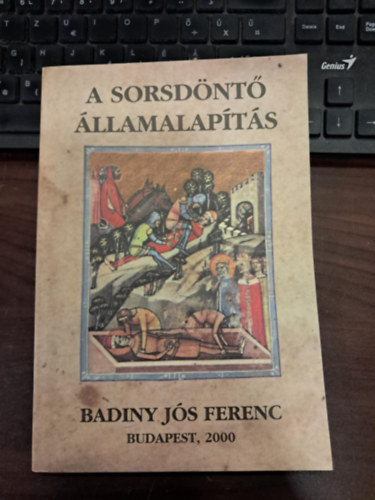 Genius
A SORSDÖNTŐ
ÁLLAMALAPÍTÁS
BADINY JÓS FERENC
BUDAPEST, 2000